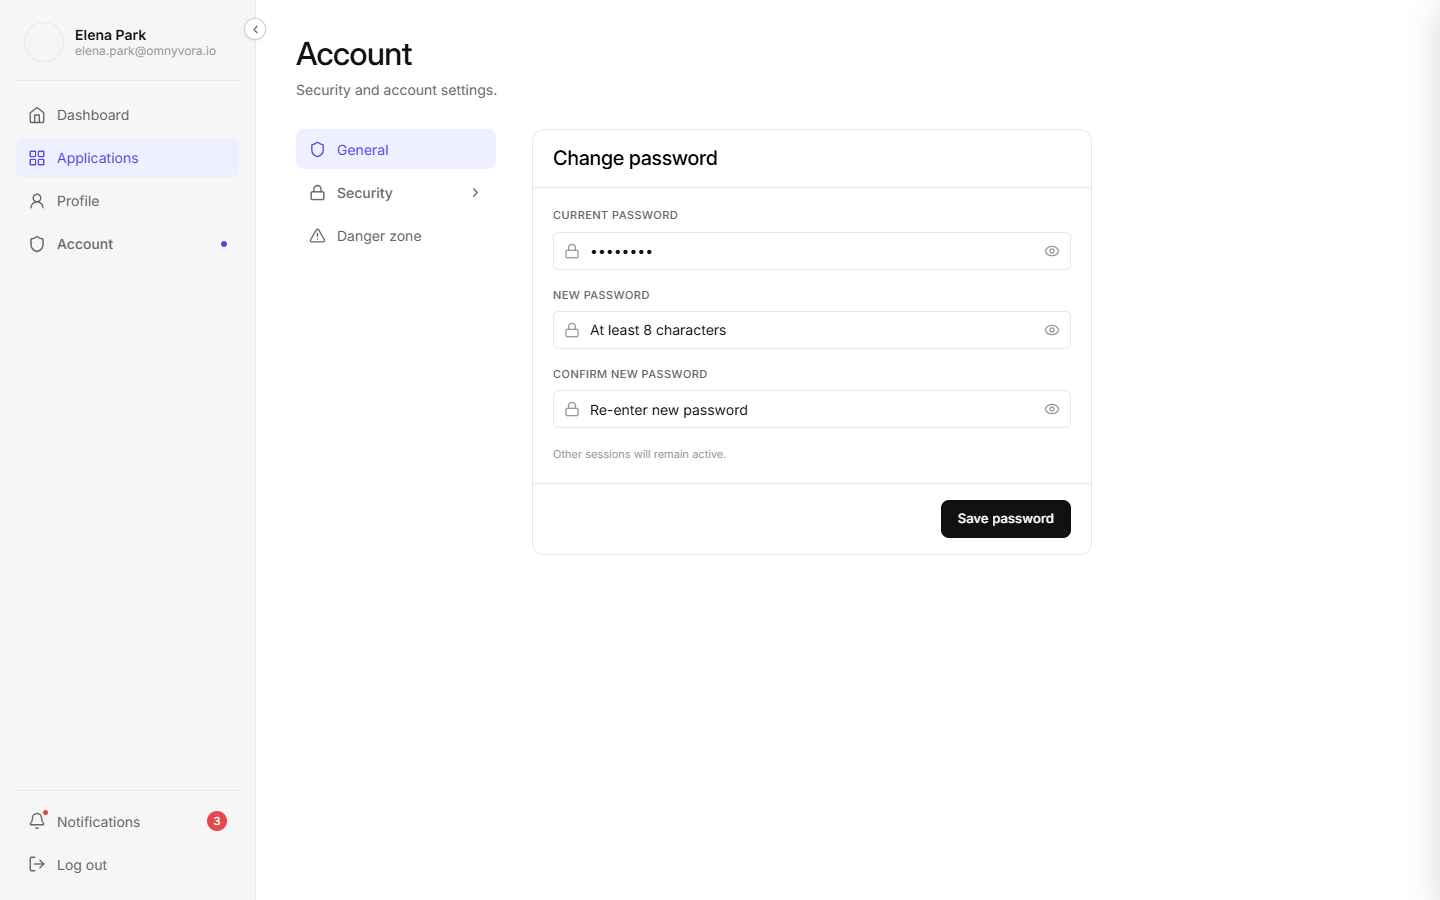 Elena Park
elena.park@omnyvora.io
Dashboard
Applications
Profile
Account
Notifications
3
Log out
Account
Security and account settings.
General
Security
Danger zone
Change password
CURRENT PASSWORD
••••••••
NEW PASSWORD
At least 8 characters
CONFIRM NEW PASSWORD
Re-enter new password
Other sessions will remain active.
Save password